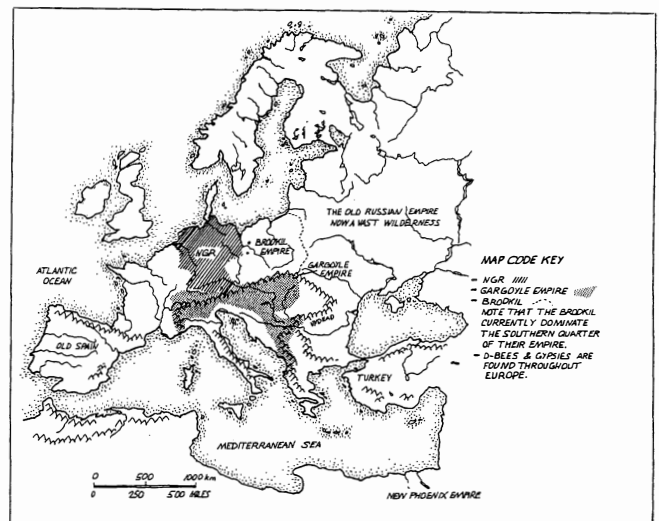 THE OLD RUSSIAN EMPIRE
NOW A VAST WILDERNESS
NGR
BRODKIL
EMPIRE
GARGOYLE
EMPIRE
ATLANTIC
OCEAN
OLD SPAIN
TURKEY
MEDITERRANEAN SEA
NEW PHOENIX EMPIRE
0 500 1000 km
0 250 500 MILES
MAP CODE KEY
- NGR
- GARGOYLE EMPIRE
- BRODKIL
NOTE THAT THE BRODKIL
CURRENTLY DOMINATE
THE SOUTHERN QUARTER
OF THEIR EMPIRE.
- D-BEES & GYPSIES ARE
FOUND THROUGHOUT
EUROPE.